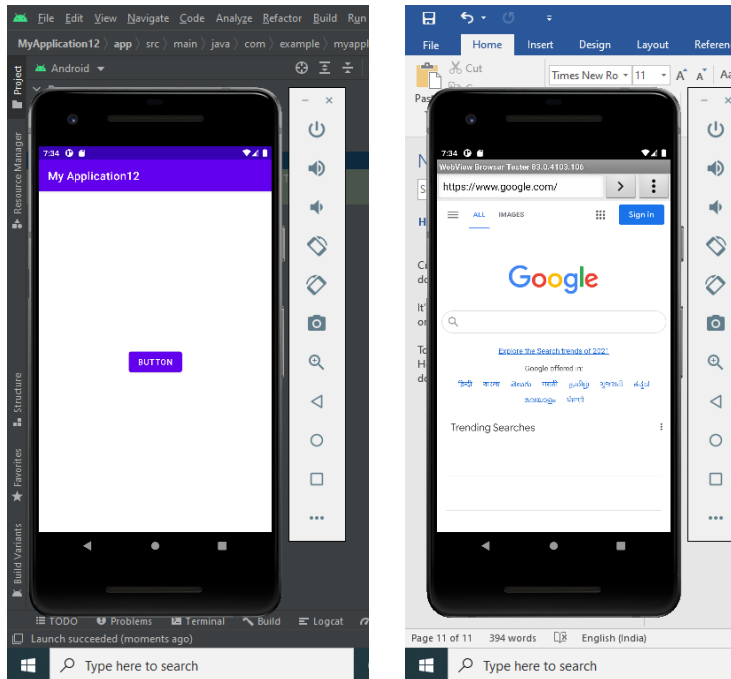 File Edit View Navigate Code Analyze Refactor Build Run
MyApplication12 app src main java com example myappl
Android
Project
Resource Manager
Structure
Favorites
Build Variants
7:34
My Application12
BUTTON
TODO Problems Terminal Build Logcat
Launch succeeded (moments ago)
Type here to search
File Home Insert Design Layout Referen
Cut
Times New Ro 11 A A Aa
Pas
7:34
WebView Browser Tester 83.0.4103.106
https://www.google.com/
ALL IMAGES Sign in
Google
Explore the Search trends of 2021
Google offered in:
हिन्दी বাংলা తెలుగు मराठी தமிழ் ગુજરાતી ಕನ್ನಡ
മലയാളം ਪੰਜਾਬੀ
Trending Searches
Page 11 of 11 394 words English (India)
Type here to search